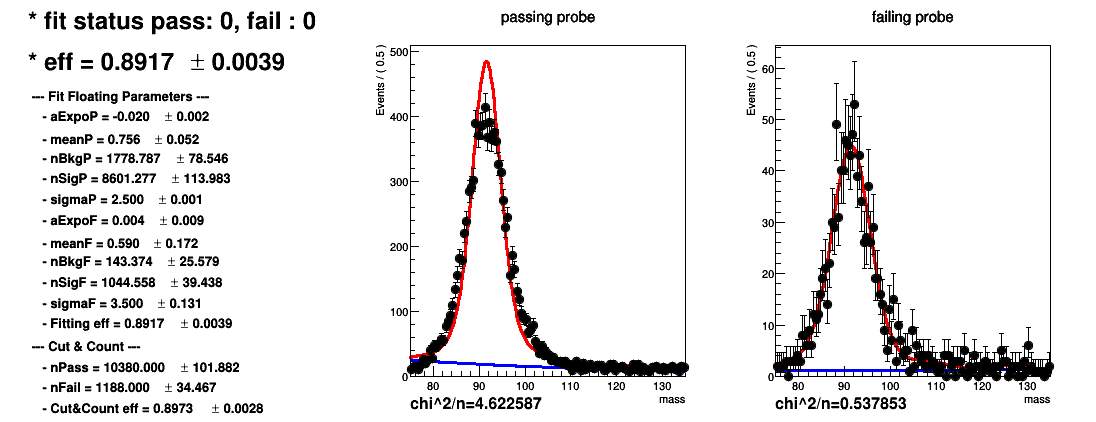 * fit status pass: 0, fail : 0
* eff = 0.8917 ± 0.0039
--- Fit Floating Parameters ---
- aExpoP = -0.020 ± 0.002
- meanP = 0.756 ± 0.052
- nBkgP = 1778.787 ± 78.546
- nSigP = 8601.277 ± 113.983
- sigmaP = 2.500 ± 0.001
- aExpoF = 0.004 ± 0.009
- meanF = 0.590 ± 0.172
- nBkgF = 143.374 ± 25.579
- nSigF = 1044.558 ± 39.438
- sigmaF = 3.500 ± 0.131
- Fitting eff = 0.8917 ± 0.0039
--- Cut & Count ---
- nPass = 10380.000 ± 101.882
- nFail = 1188.000 ± 34.467
- Cut&Count eff = 0.8973 ± 0.0028
passing probe
Events / ( 0.5 )
500
400
300
200
100
0
80 90 100 110 120 130
mass
chi^2/n=4.622587
failing probe
Events / ( 0.5 )
60
50
40
30
20
10
0
80 90 100 110 120 130
mass
chi^2/n=0.537853